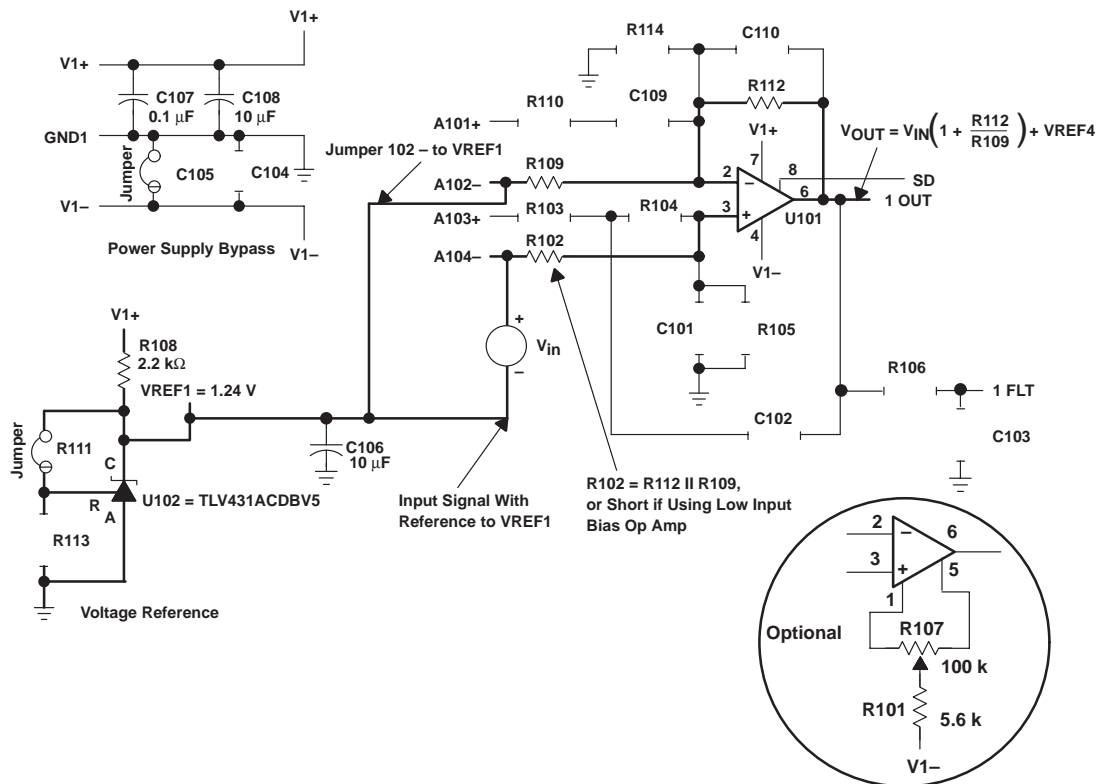 V1+
V1+
C107
0.1 μF
C108
10 μF
GND1
Jumper
C105
C104
V1–
V1–
Power Supply Bypass
R114
C110
R112
R110
C109
A101+
Jumper 102 – to VREF1
R109
A102–
A103+
R103
R104
R102
A104–
V1+
7
2
–
8
SD
6
1 OUT
3
+
U101
4
V1–
VOUT = VIN(1 + R112/R109) + VREF4
C101
R105
+
Vin
–
R106
1 FLT
C102
C103
V1+
R108
2.2 kΩ
VREF1 = 1.24 V
Jumper
R111
C
R
A
U102 = TLV431ACDBV5
R113
C106
10 μF
Voltage Reference
Input Signal With
Reference to VREF1
R102 = R112 II R109,
or Short if Using Low Input
Bias Op Amp
2
–
6
3
+
5
1
Optional
R107
100 k
R101
5.6 k
V1–